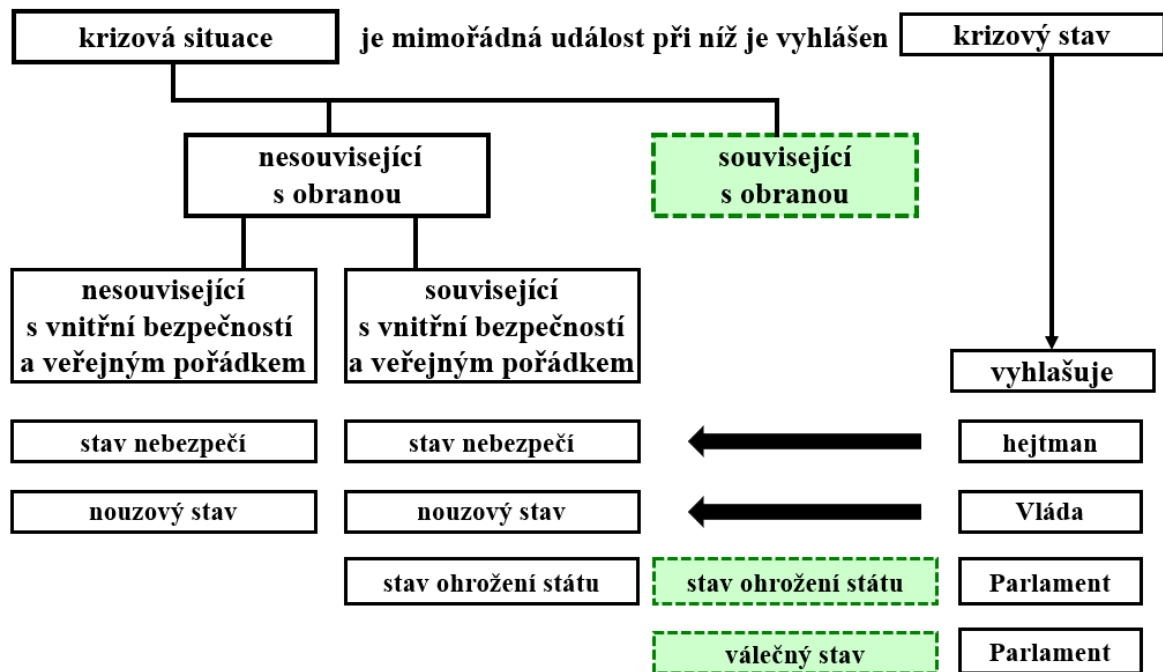 krizová situace je mimořádná událost při níž je vyhlášen krizový stav
nesouvisející
s obranou
související
s obranou
nesouvisející
s vnitřní bezpečností
a veřejným pořádkem
související
s vnitřní bezpečností
a veřejným pořádkem
vyhlašuje
stav nebezpečí stav nebezpečí hejtman
nouzový stav nouzový stav Vláda
stav ohrožení státu stav ohrožení státu Parlament
válečný stav Parlament